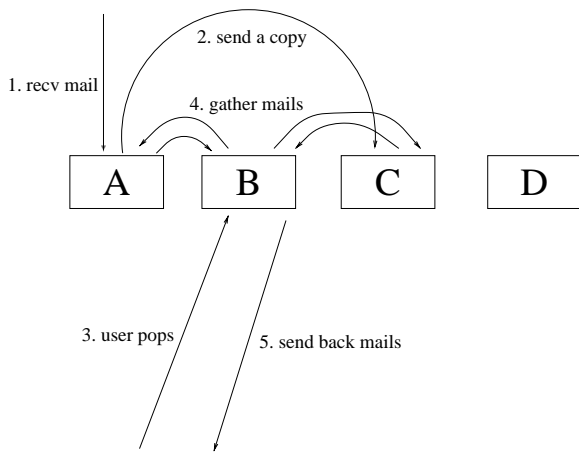 2. send a copy
1. recv mail
4. gather mails
A
B
C
D
3. user pops
5. send back mails